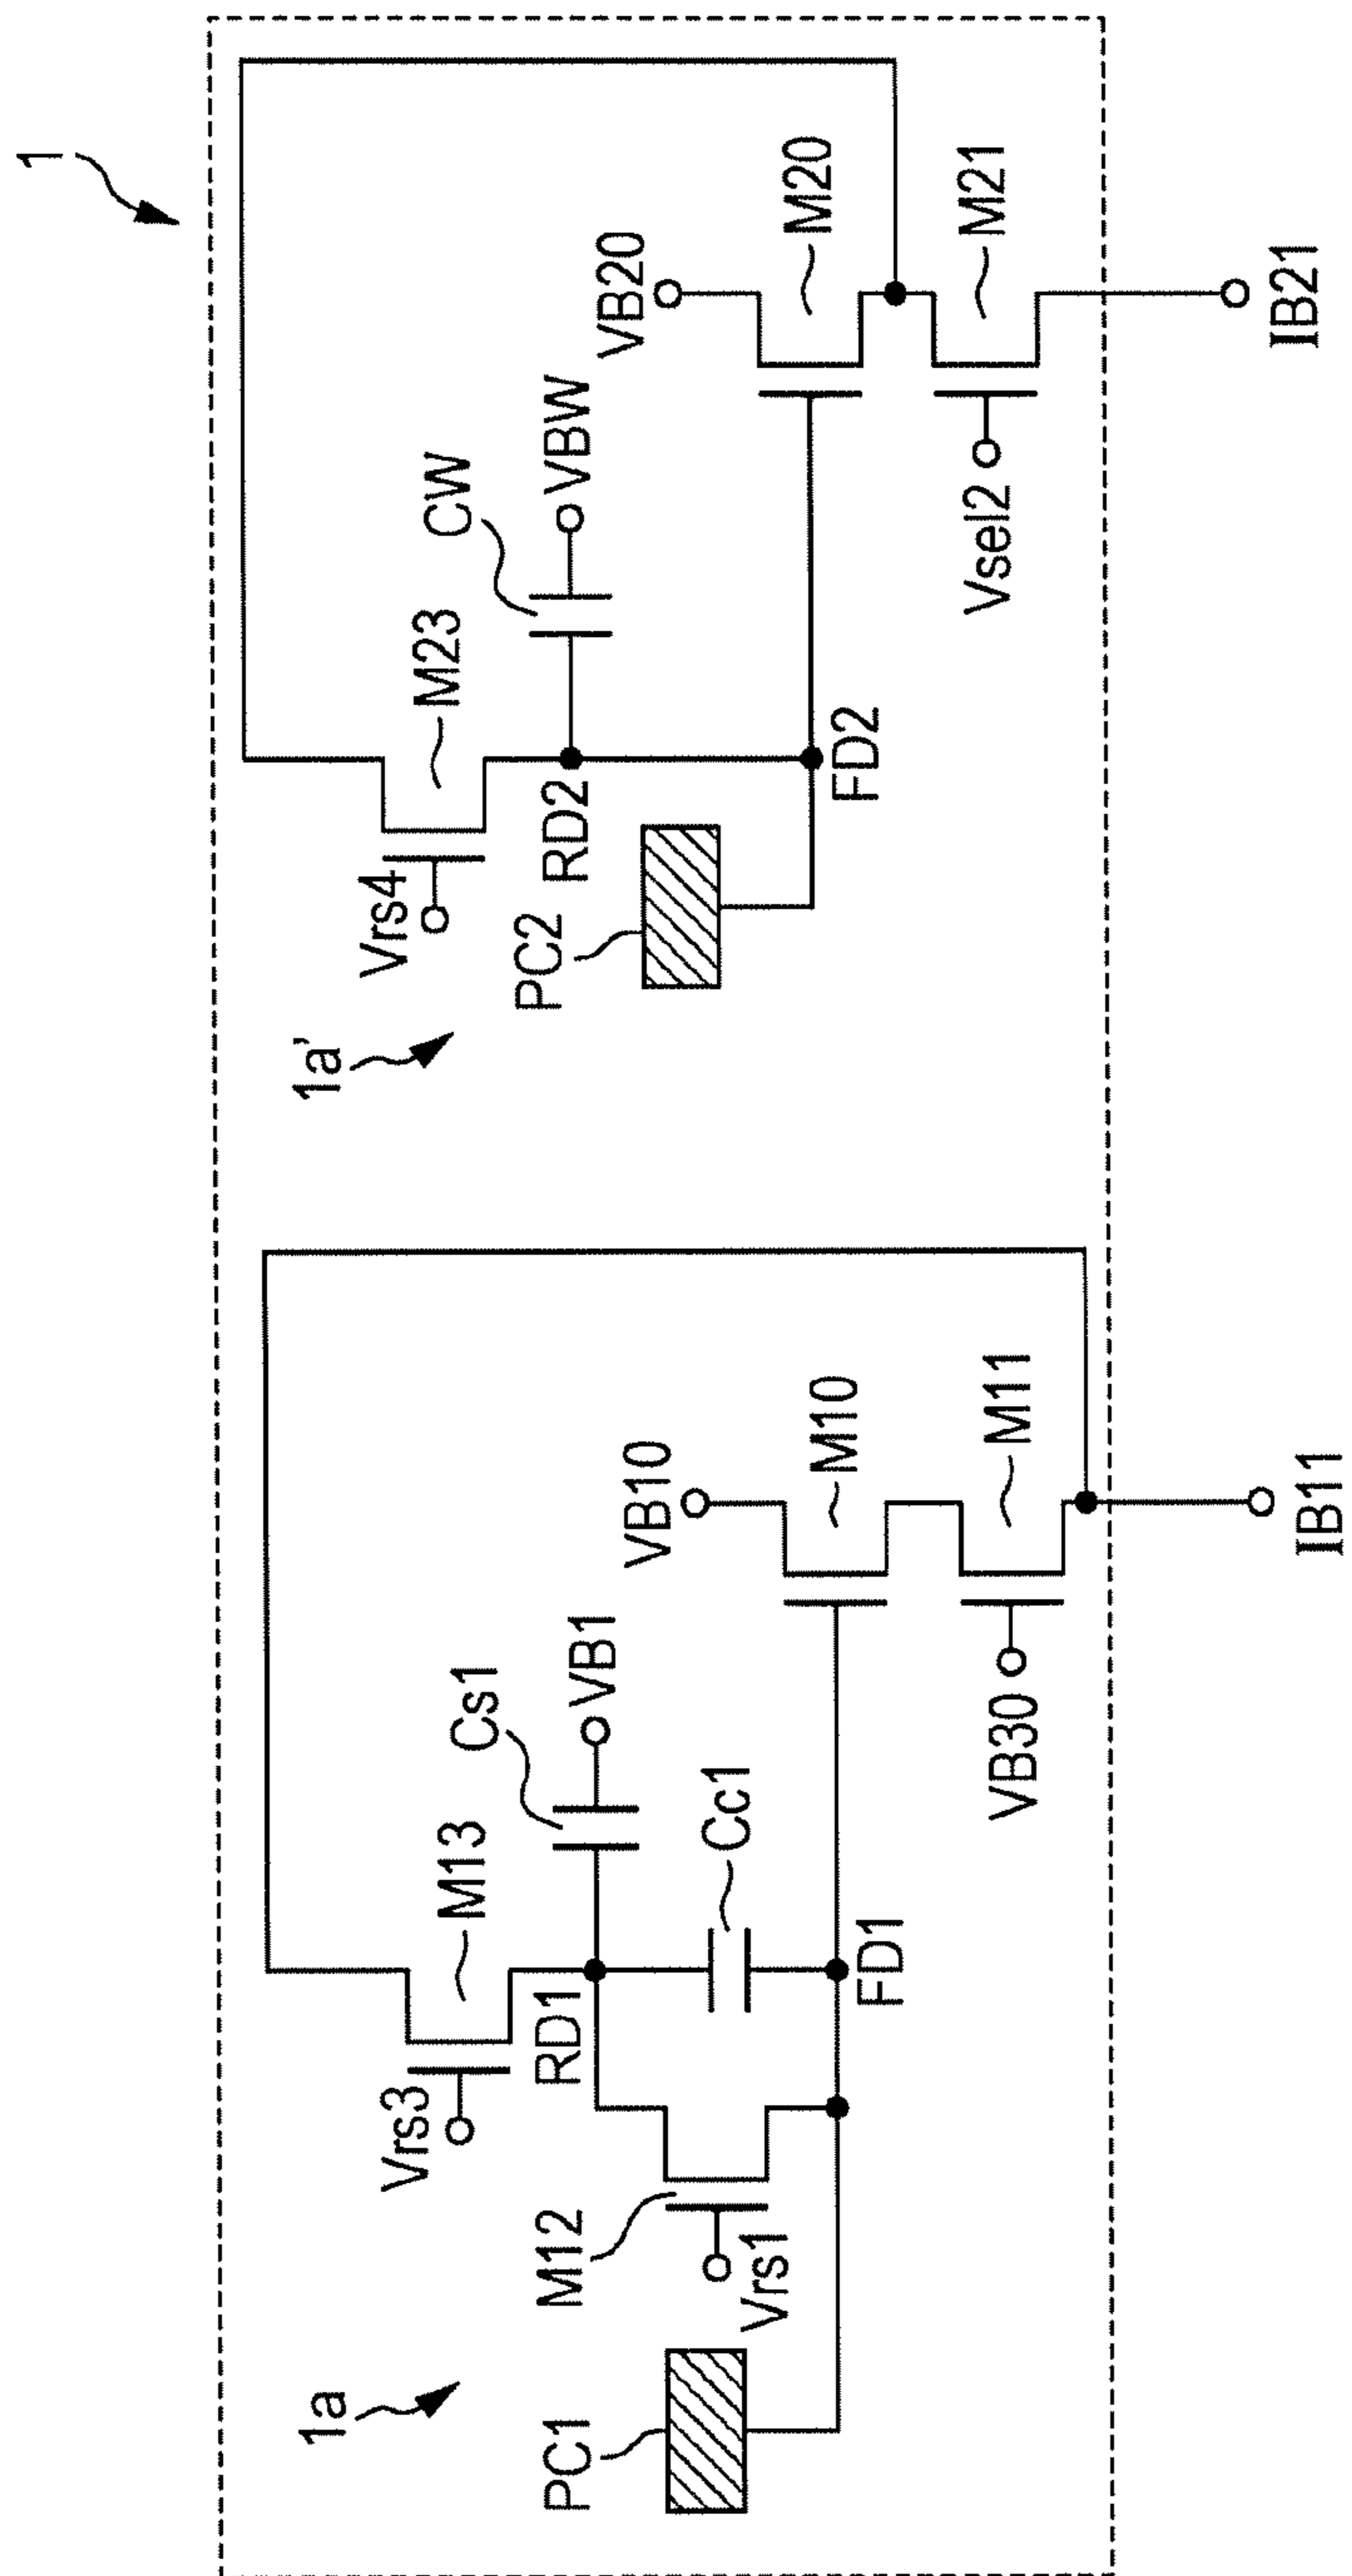 1
1a
PC1
M12
Vrs1
Vrs3
M13
RD1
Cs1
VB1
Cc1
FD1
VB10
M10
M11
VB30
IB11
1a'
PC2
Vrs4
M23
RD2
CW
VBW
FD2
VB20
M20
M21
Vsel2
IB21